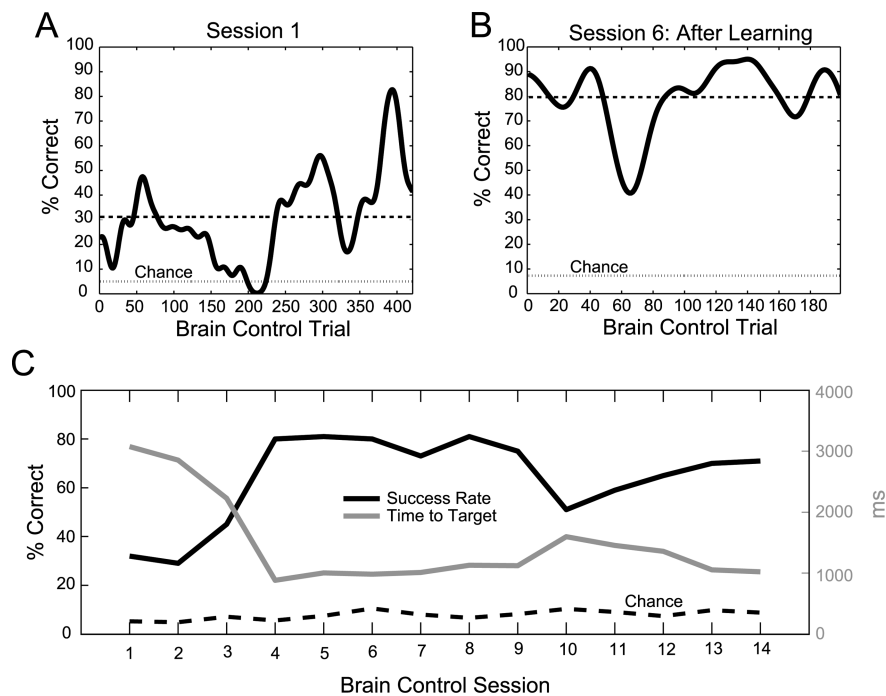 A
Session 1
% Correct
100
90
80
70
60
50
40
30
20
10
0
Chance
0 50 100 150 200 250 300 350 400
Brain Control Trial
B
Session 6: After Learning
% Correct
100
90
80
70
60
50
40
30
20
10
0
Chance
0 20 40 60 80 100 120 140 160 180
Brain Control Trial
C
% Correct
100
80
60
40
20
0
Success Rate
Time to Target
Chance
4000
3000
2000
1000
0
ms
1 2 3 4 5 6 7 8 9 10 11 12 13 14
Brain Control Session